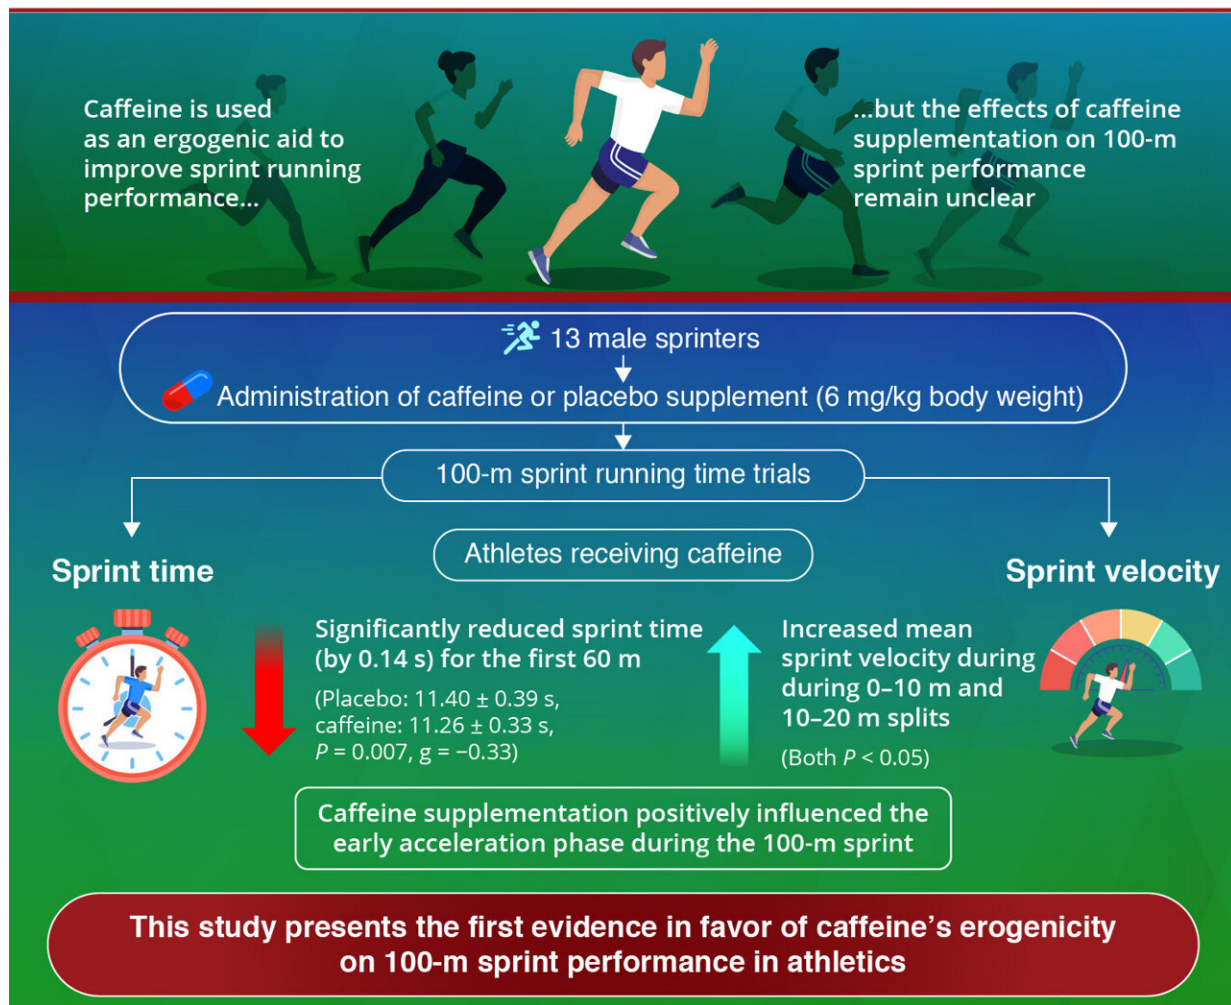 Caffeine is used
as an ergogenic aid to
improve sprint running
performance...
...but the effects of caffeine
supplementation on 100-m
sprint performance
remain unclear
13 male sprinters
Administration of caffeine or placebo supplement (6 mg/kg body weight)
100-m sprint running time trials
Athletes receiving caffeine
Sprint time
Significantly reduced sprint time
(by 0.14 s) for the first 60 m
(Placebo: 11.40 ± 0.39 s,
caffeine: 11.26 ± 0.33 s,
P = 0.007, g = −0.33)
Sprint velocity
Increased mean
sprint velocity during
during 0–10 m and
10–20 m splits
(Both P < 0.05)
Caffeine supplementation positively influenced the
early acceleration phase during the 100-m sprint
This study presents the first evidence in favor of caffeine’s erogenicity
on 100-m sprint performance in athletics